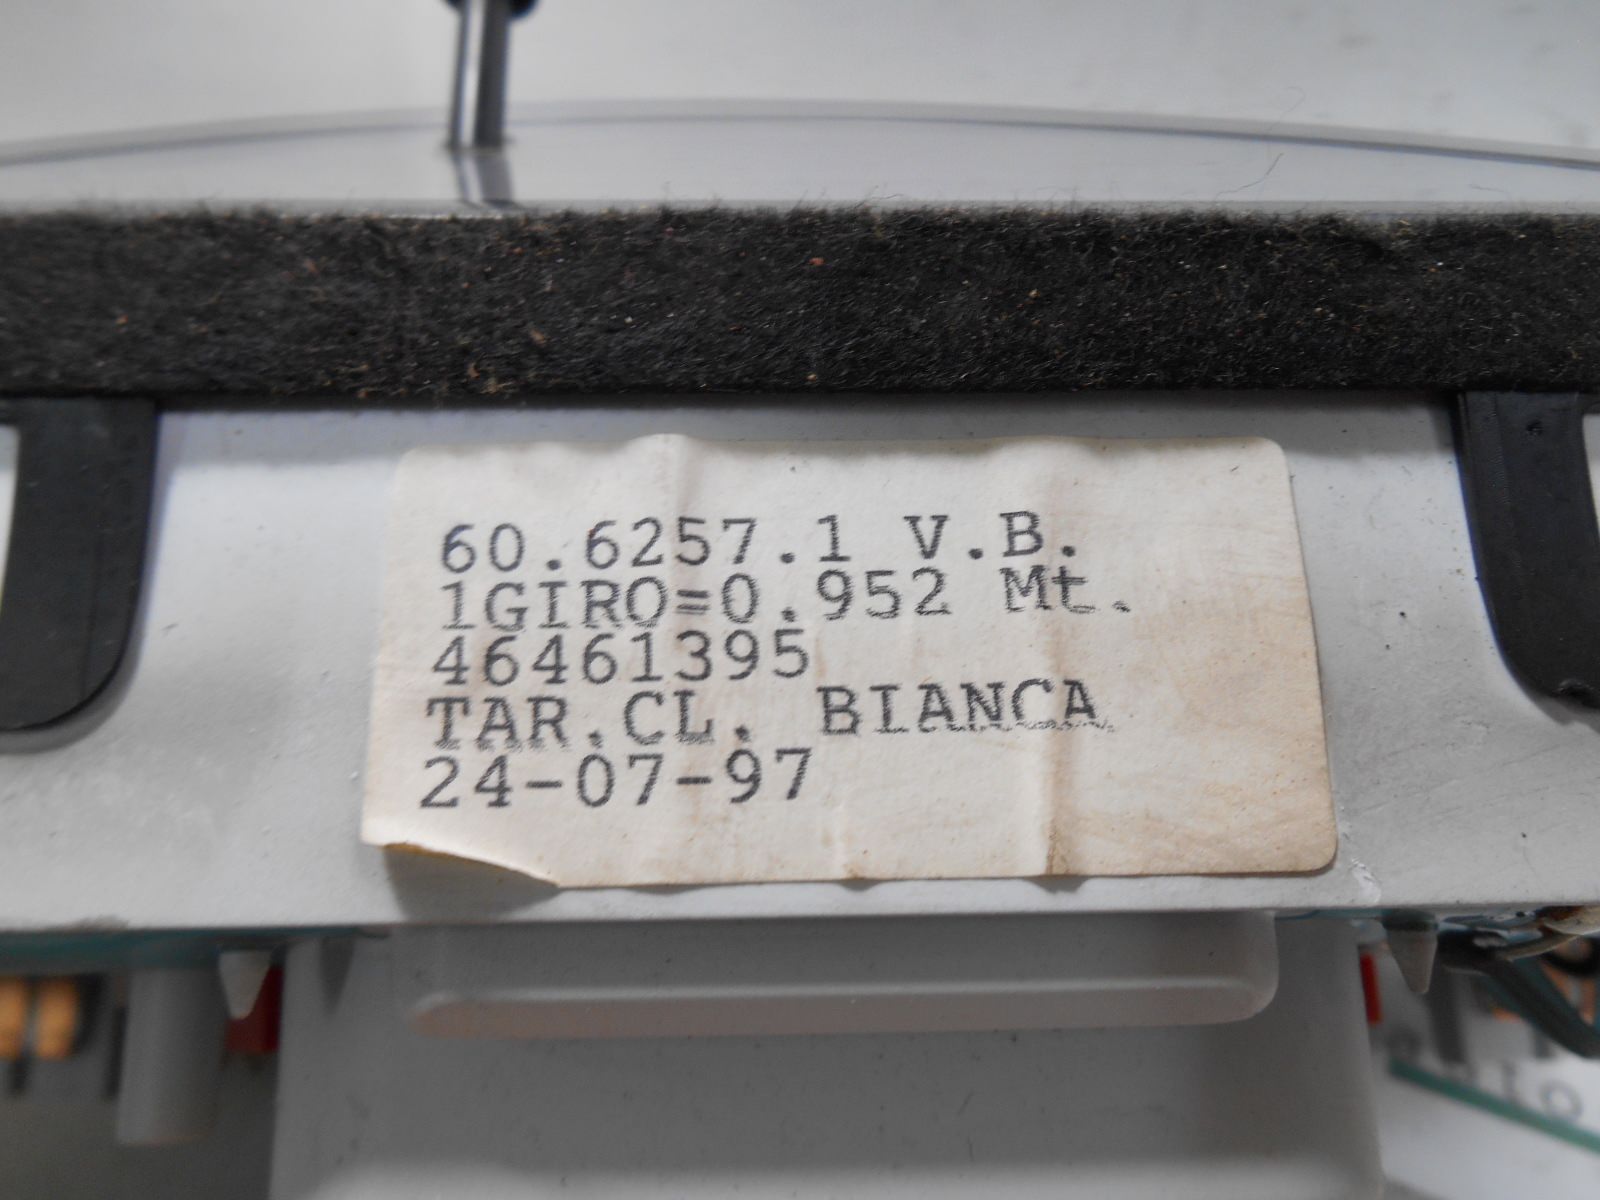 60.6257.1 V.B.
1GIRO=0.952 Mt.
46461395
TAR.CL. BIANCA
24-07-97